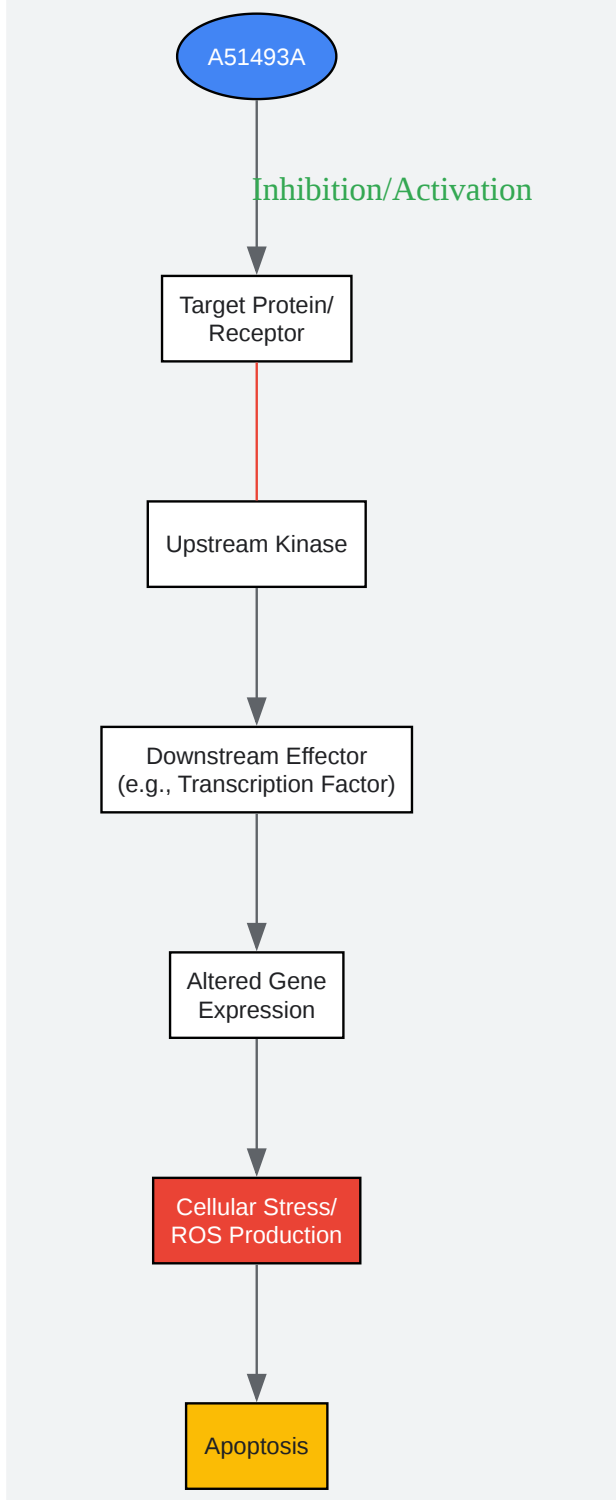 A51493A
Inhibition/Activation
Target Protein/
Receptor
Upstream Kinase
Downstream Effector
(e.g., Transcription Factor)
Altered Gene
Expression
Cellular Stress/
ROS Production
Apoptosis